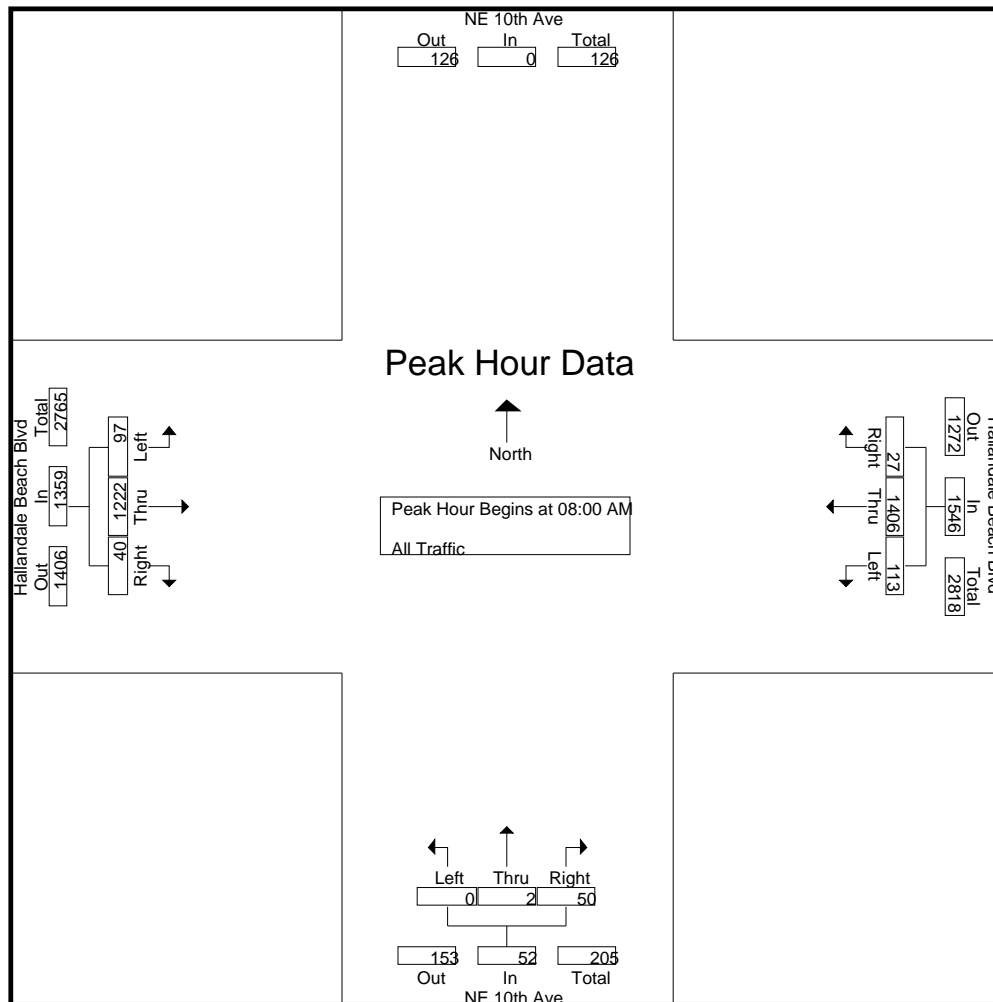 NE 10th Ave
Out In Total
126 0 126
Peak Hour Data
North
Peak Hour Begins at 08:00 AM
All Traffic
Hallandale Beach Blvd
Out In Total
1406 1359 2765
Left Thru Right
97 1222 40
Hallandale Beach Blvd
Out In Total
1272 1546 2818
Right Thru Left
27 1406 113
Left Thru Right
0 2 50
153 52 205
Out In Total
NE 10th Ave